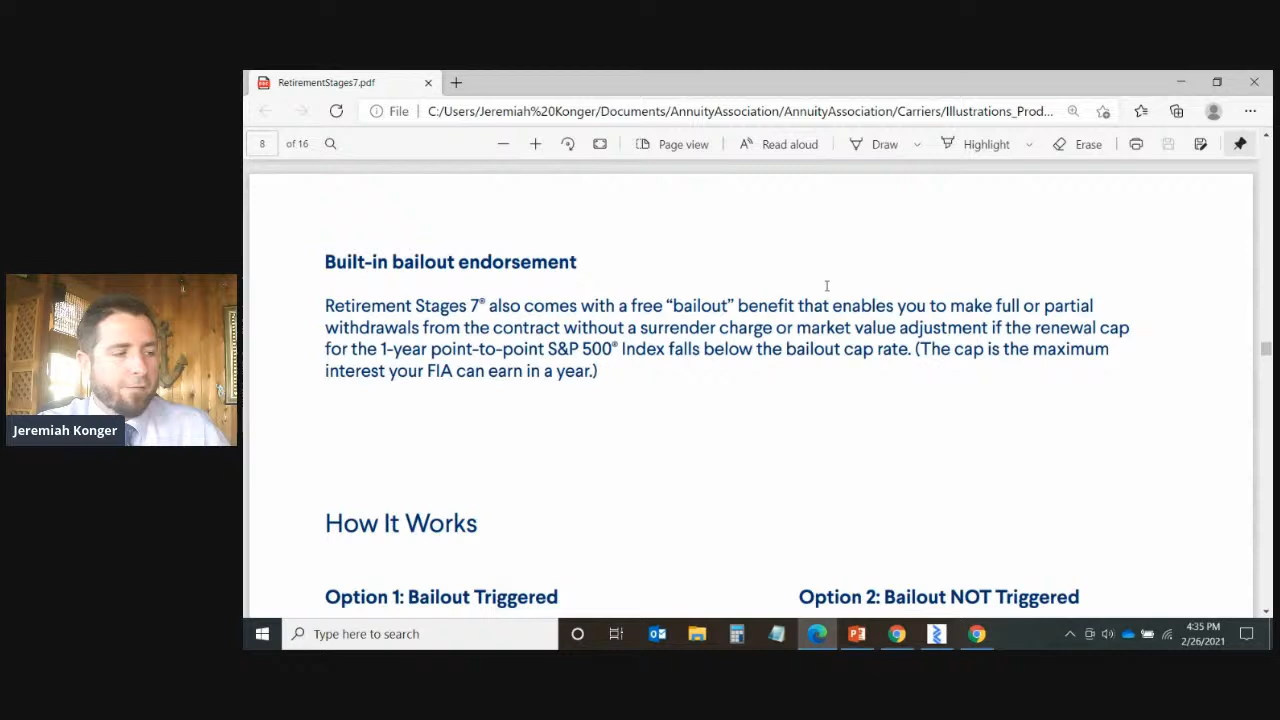 RetirementStages7.pdf
File
C:/Users/Jeremiah%20Konger/Documents/AnnuityAssociation/AnnuityAssociation/Carriers/Illustrations_Prod...
8 of 16
Page view
Read aloud
Draw
Highlight
Erase
Built-in bailout endorsement
Retirement Stages 7® also comes with a free “bailout” benefit that enables you to make full or partial
withdrawals from the contract without a surrender charge or market value adjustment if the renewal cap
for the 1-year point-to-point S&P 500® Index falls below the bailout cap rate. (The cap is the maximum
interest your FIA can earn in a year.)
Jeremiah Konger
How It Works
Option 1: Bailout Triggered
Option 2: Bailout NOT Triggered
Type here to search
4:35 PM
2/26/2021